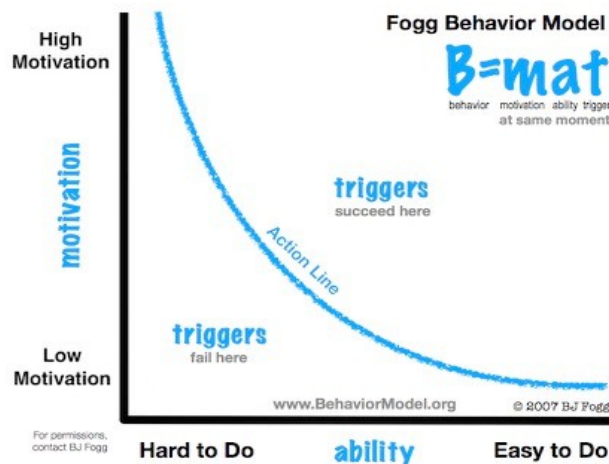 Fogg Behavior Model
High
Motivation
B=mat
behavior motivation ability trigger
at same moment
motivation
triggers
succeed here
Action Line
triggers
fail here
Low
Motivation
www.BehaviorModel.org
© 2007 BJ Fogg
For permissions,
contact BJ Fogg
Hard to Do
ability
Easy to Do